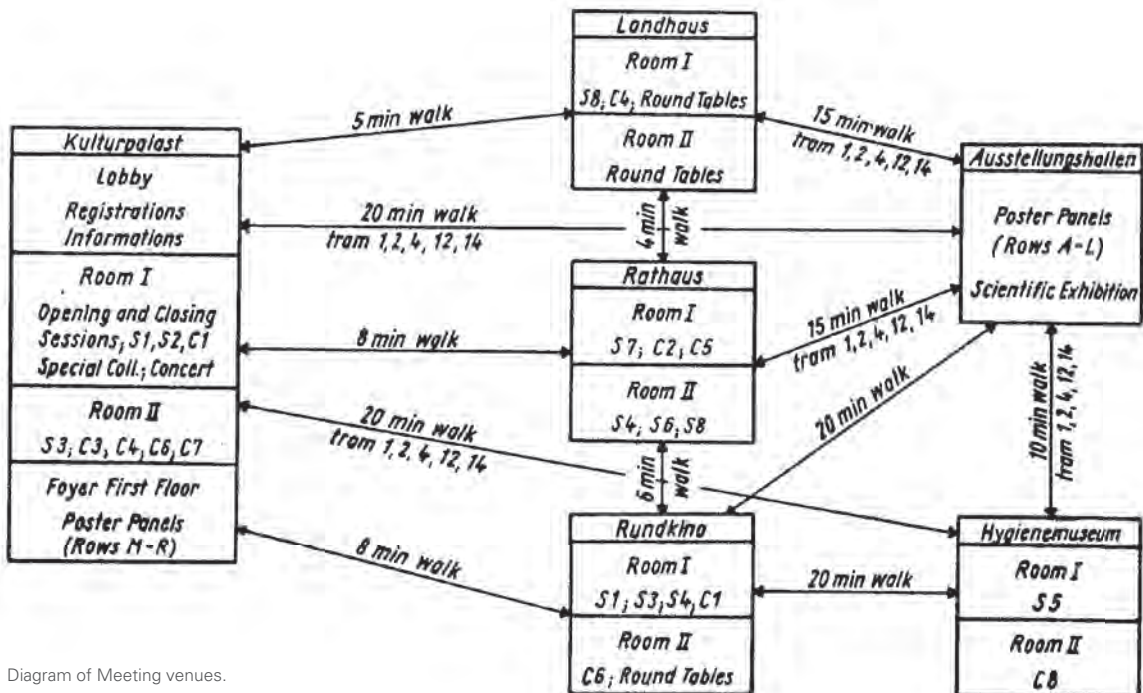 Landhaus
Room I
S8; C4; Round Tables
Room II
Round Tables
5 min walk
15 min walk
tram 1,2,4,12,14
Kulturpalast
Lobby
Registrations
Informations
Room I
Opening and Closing
Sessions; S1, S2, C1
Special Coll.; Concert
Room II
S3; C3, C4, C6, C7
Foyer First Floor
Poster Panels
(Rows M-R)
20 min walk
tram 1,2,4,12,14
4 min
walk
Ausstellungshallen
Poster Panels
(Rows A-L)
Scientific Exhibition
Rathaus
Room I
S7; C2; C5
Room II
S4; S6; S8
8 min walk
15 min walk
tram 1,2,4,12,14
20 min walk
tram 1,2,4,12,14
6 min
walk
20 min walk
10 min walk
tram 1,2,4,12,14
8 min walk
Rundkino
Room I
S1; S3, S4, C1
Room II
C6; Round Tables
20 min walk
Hygienemuseum
Room I
S5
Room II
C8
Diagram of Meeting venues.